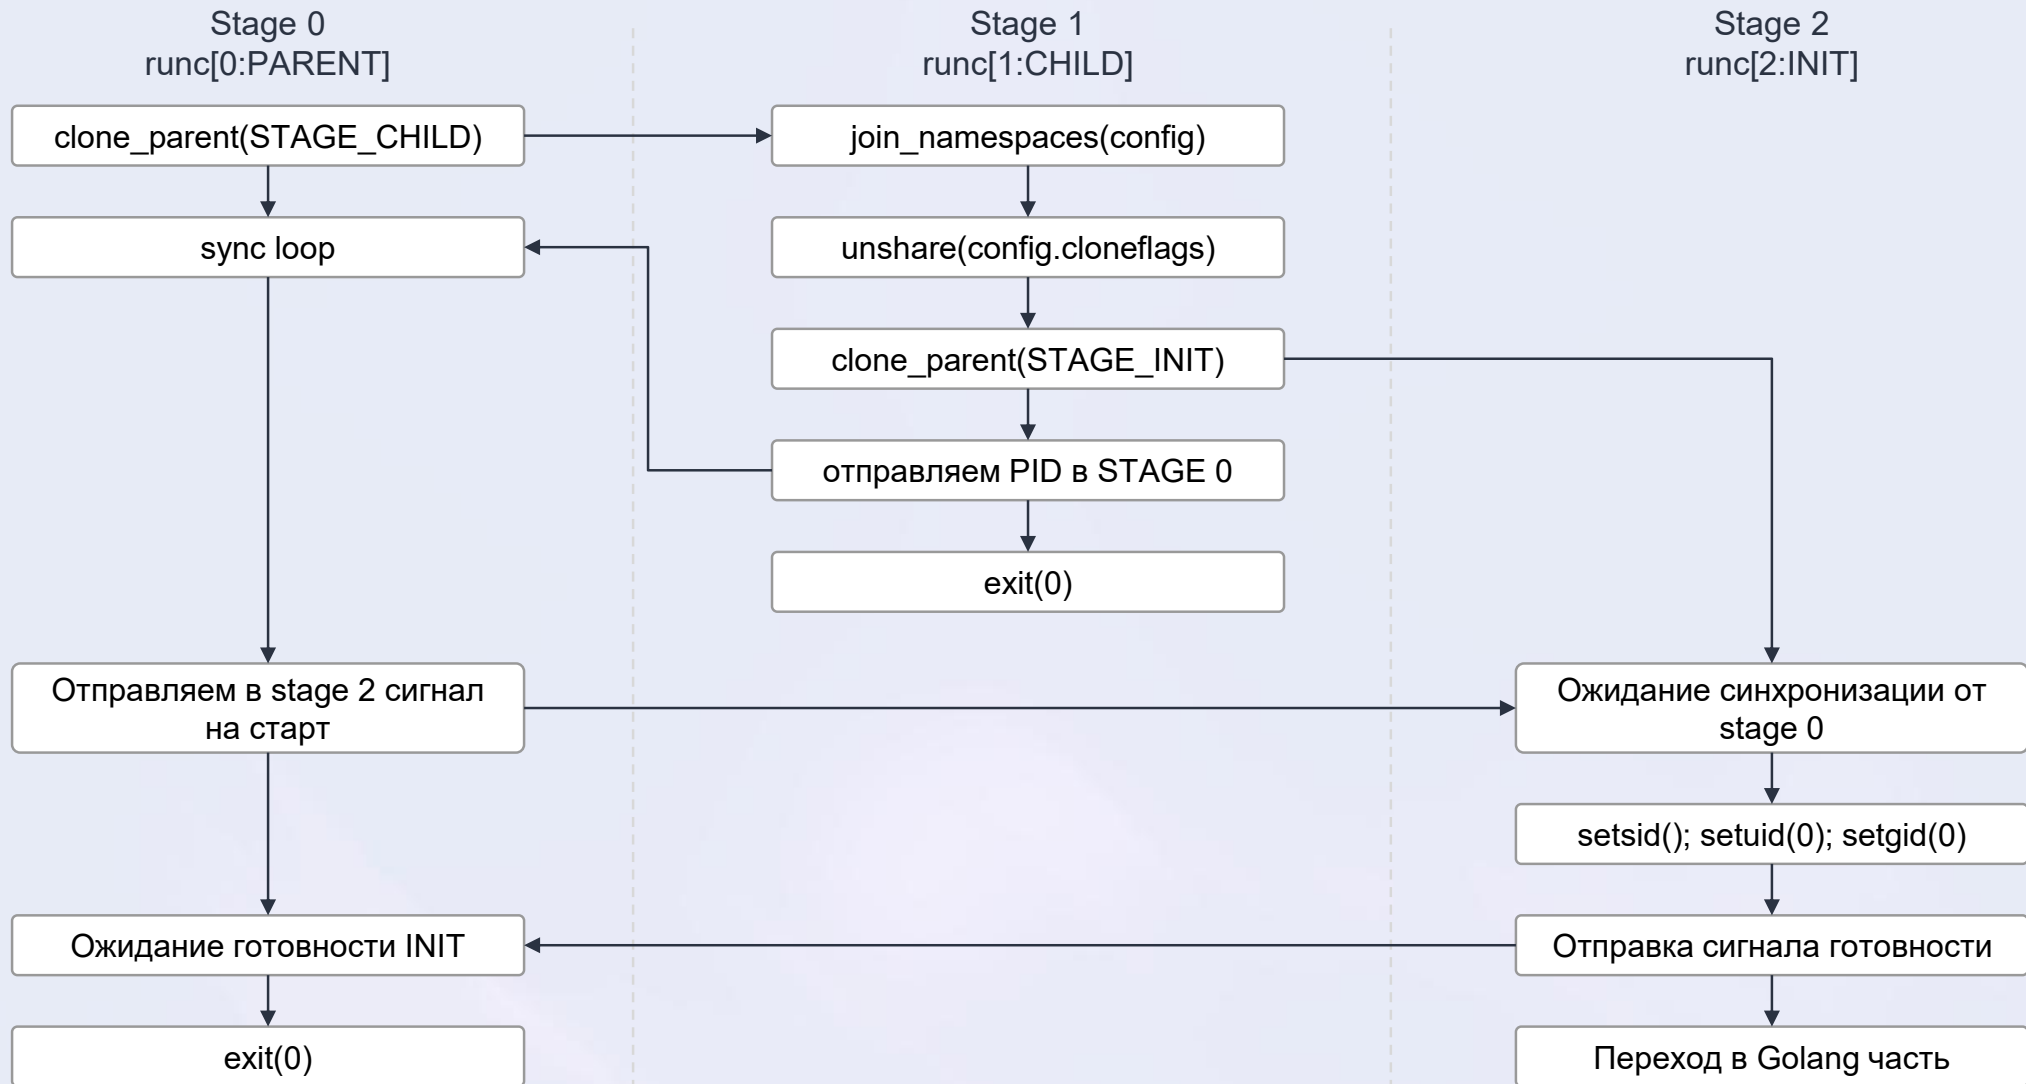 Stage 0
runc[0:PARENT]
Stage 1
runc[1:CHILD]
Stage 2
runc[2:INIT]
clone_parent(STAGE_CHILD)
join_namespaces(config)
sync loop
unshare(config.cloneflags)
clone_parent(STAGE_INIT)
отправляем PID в STAGE 0
exit(0)
Отправляем в stage 2 сигнал
на старт
Ожидание синхронизации от
stage 0
setsid(); setuid(0); setgid(0)
Ожидание готовности INIT
Отправка сигнала готовности
exit(0)
Переход в Golang часть